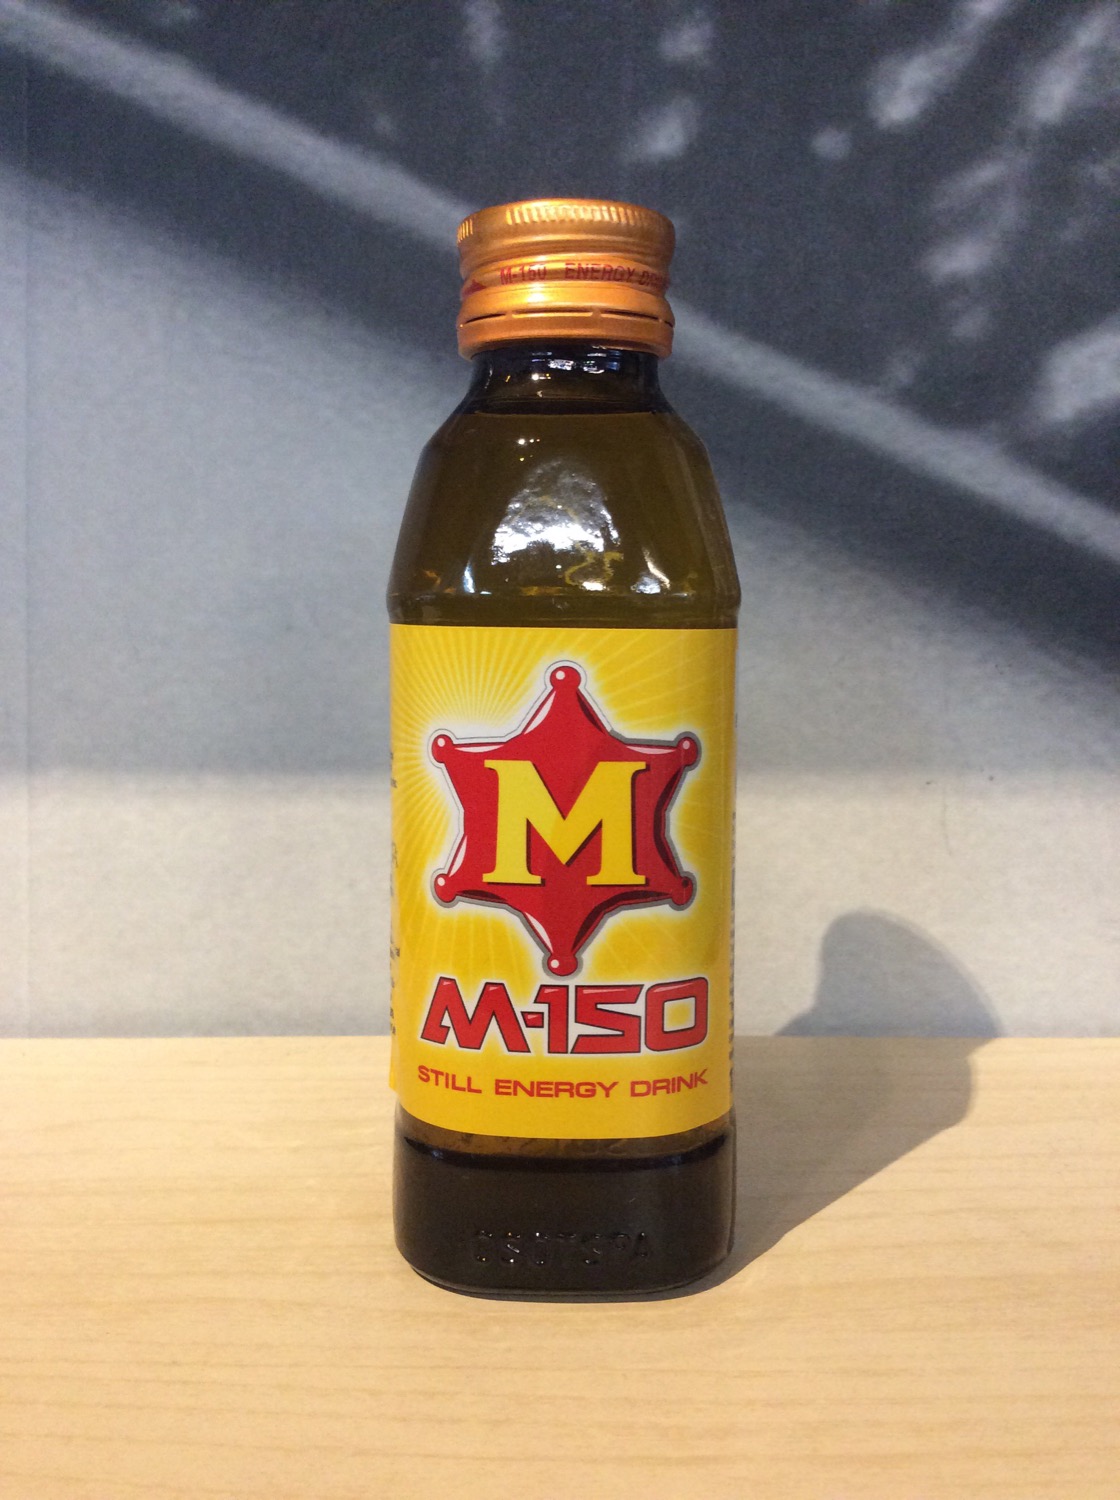 M-150 ENERGY
M
M-150
STILL ENERGY DRINK
OSOTSPA